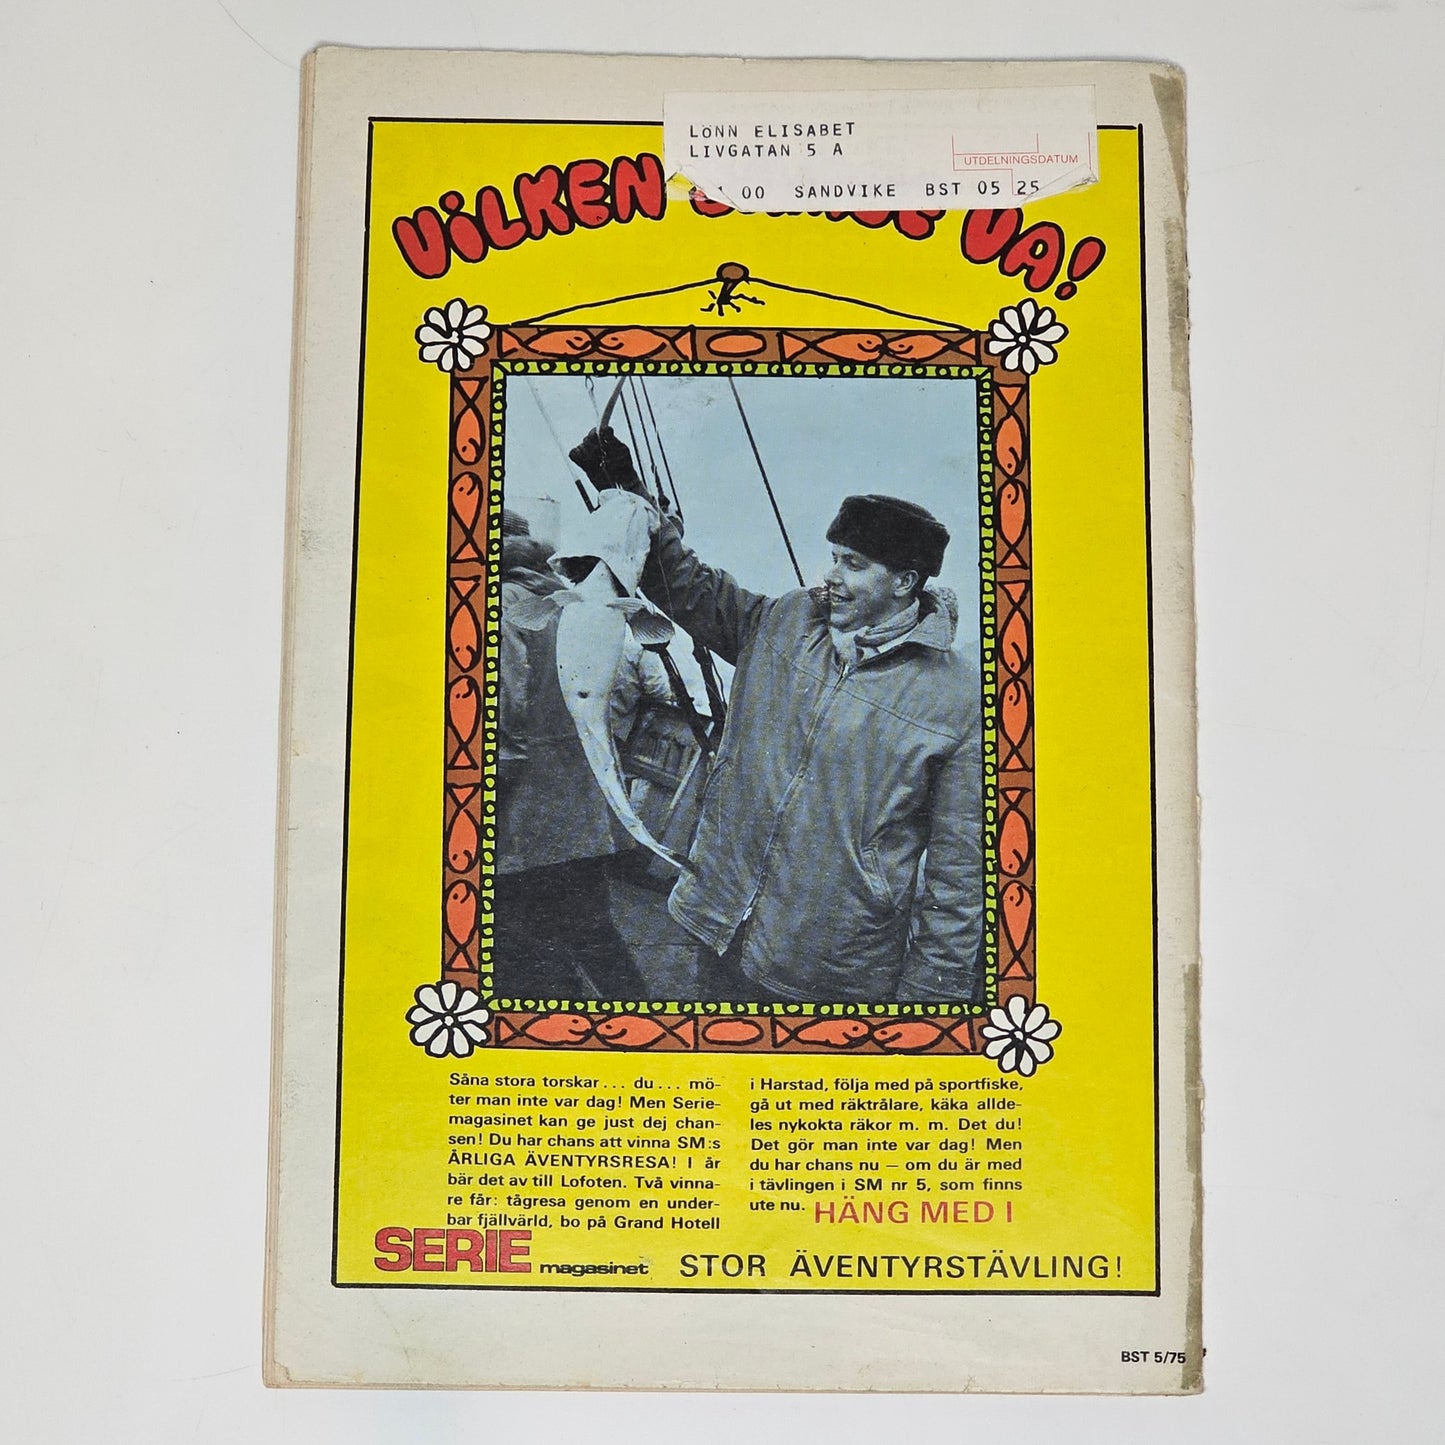 LöNN ELISABET
LIVGATAN 5 A
UTDELNINGSDATUM
00 SANDVIKE BST 05 25
VILKEN VA!
Såna stora torskar... du... mö-
ter man inte var dag! Men Serie-
magasinet kan ge just dej chan-
sen! Du har chans att vinna SM:s
ÅRLIGA ÄVENTYRSRESA! I år
bär det av till Lofoten. Två vinna-
re får: tågresa genom en under-
bar fjällvärld, bo på Grand Hotell
i Harstad, följa med på sportfiske,
gå ut med räktrålare, käka allde-
les nykokta räkor m. m. Det du!
Det gör man inte var dag! Men
du har chans nu — om du är med
i tävlingen i SM nr 5, som finns
ute nu. HÄNG MED I
SERIE magasinet STOR ÄVENTYRSTÄVLING!
BST 5/75